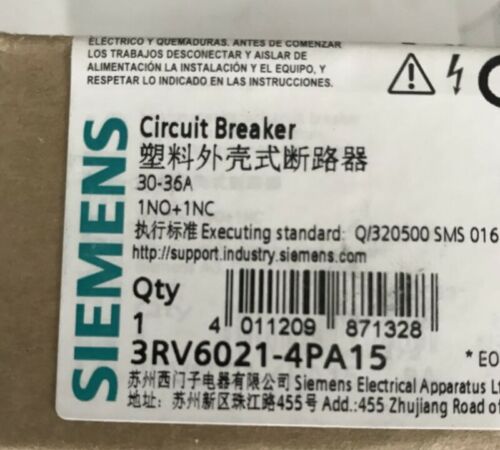 ELÉCTRICO Y QUEMADURAS. ANTES DE COMENZAR
LOS TRABAJOS DESCONECTAR Y AISLAR DE
ALIMENTACIÓN LA INSTALACIÓN Y EL EQUIPO, Y
RESPETAR LO INDICADO EN LAS INSTRUCCIONES.
SIEMENS
Circuit Breaker
塑料外壳式断路器
30-36A
1NO+1NC
执行标准 Executing standard: Q/320500 SMS 016
http://support.industry.siemens.com
Qty
1
4 011209 871328
3RV6021-4PA15
* EO
苏州西门子电器有限公司 Siemens Electrical Apparatus Lt
地址: 苏州新区珠江路455号 Add.:455 Zhujiang Road of